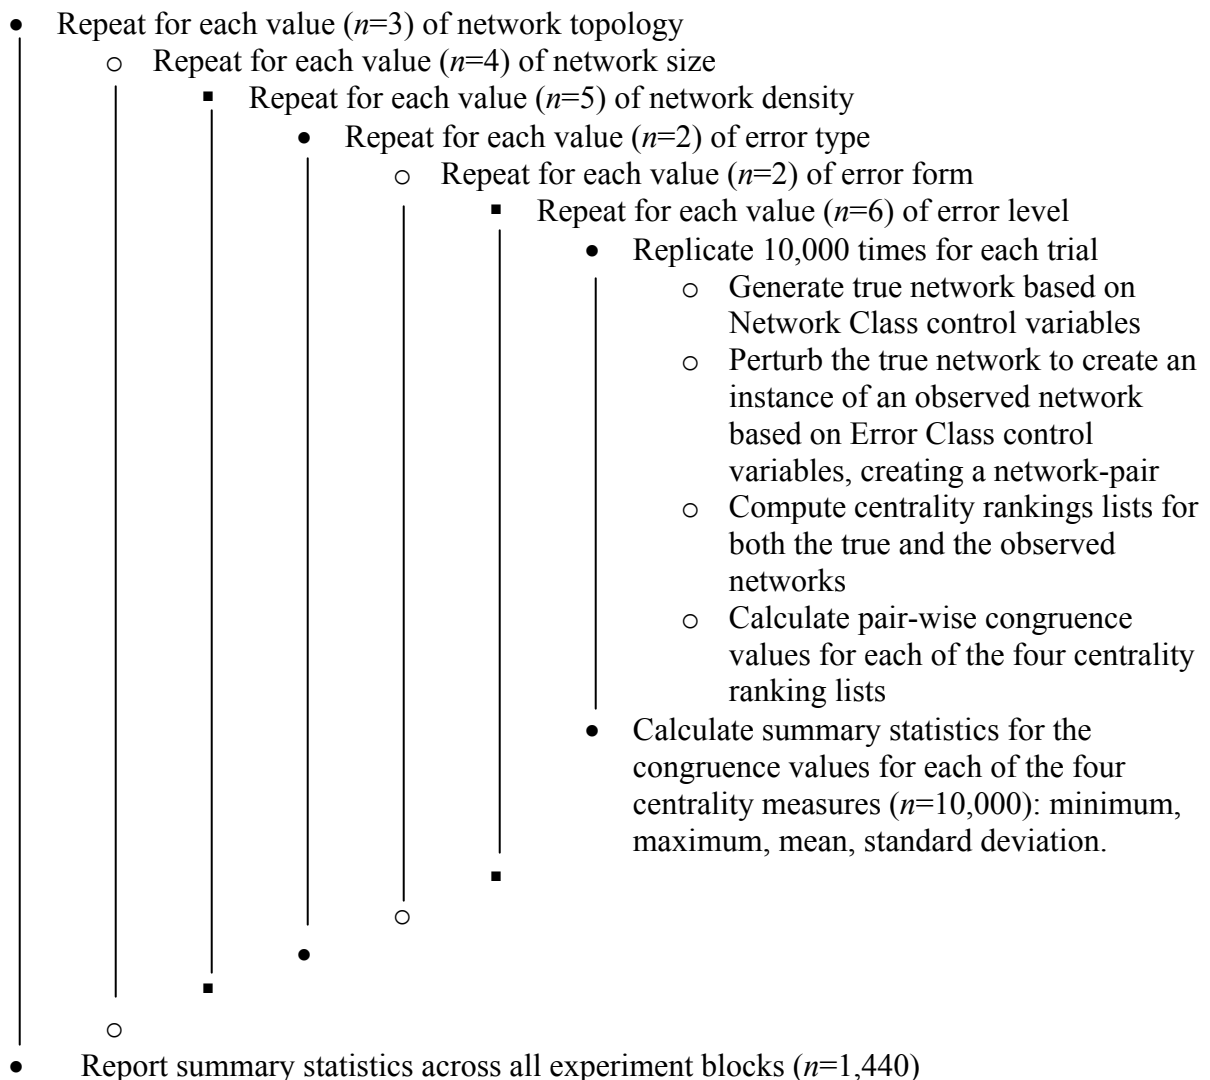 • Repeat for each value (n=3) of network topology
○ Repeat for each value (n=4) of network size
▪ Repeat for each value (n=5) of network density
• Repeat for each value (n=2) of error type
○ Repeat for each value (n=2) of error form
▪ Repeat for each value (n=6) of error level
• Replicate 10,000 times for each trial
○ Generate true network based on
Network Class control variables
○ Perturb the true network to create an
instance of an observed network
based on Error Class control
variables, creating a network-pair
○ Compute centrality rankings lists for
both the true and the observed
networks
○ Calculate pair-wise congruence
values for each of the four centrality
ranking lists
• Calculate summary statistics for the
congruence values for each of the four
centrality measures (n=10,000): minimum,
maximum, mean, standard deviation.
• Report summary statistics across all experiment blocks (n=1,440)